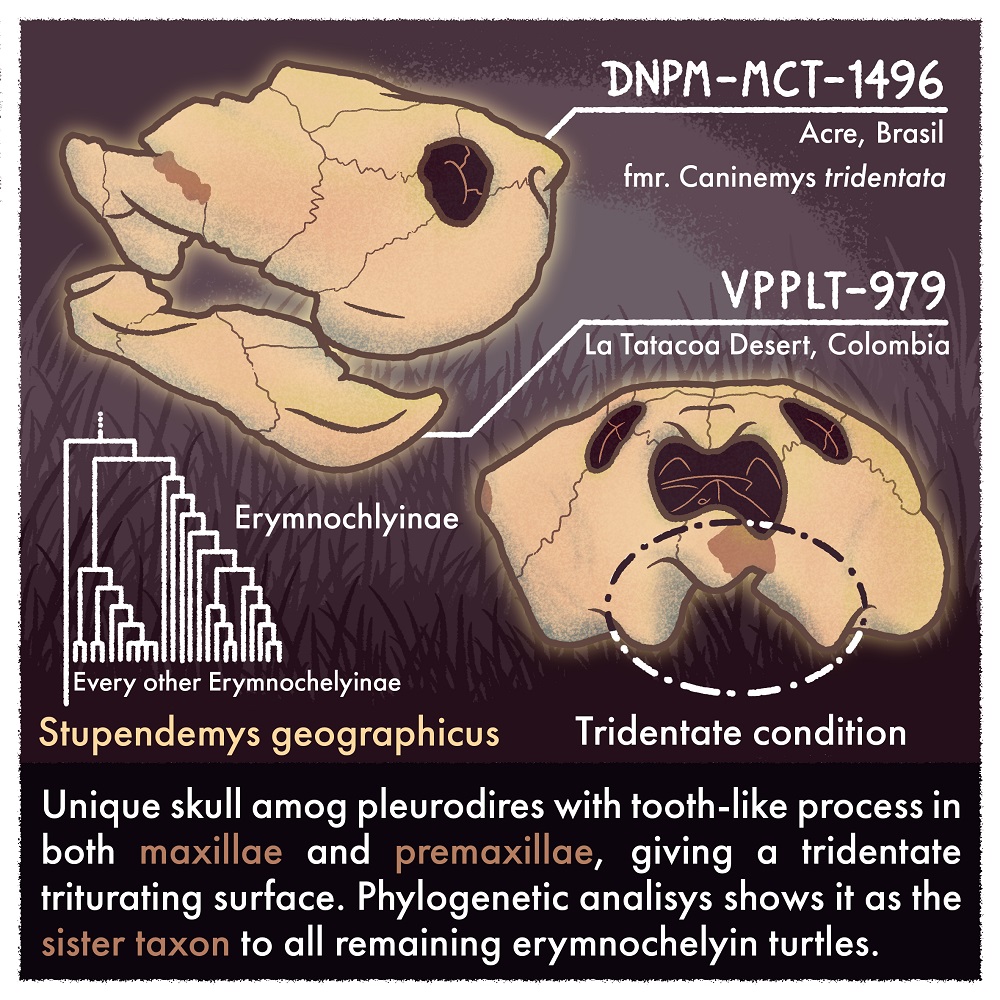 DNPM-MCT-1496
Acre, Brasil
fmr. Caninemys tridentata
VPPLT-979
La Tatacoa Desert, Colombia
Erymnochlyinae
Every other Erymnochelyinae
Stupendemys geographicus
Tridentate condition
Unique skull amog pleurodires with tooth-like process in
both maxillae and premaxillae, giving a tridentate
triturating surface. Phylogenetic analisys shows it as the
sister taxon to all remaining erymnochelyin turtles.